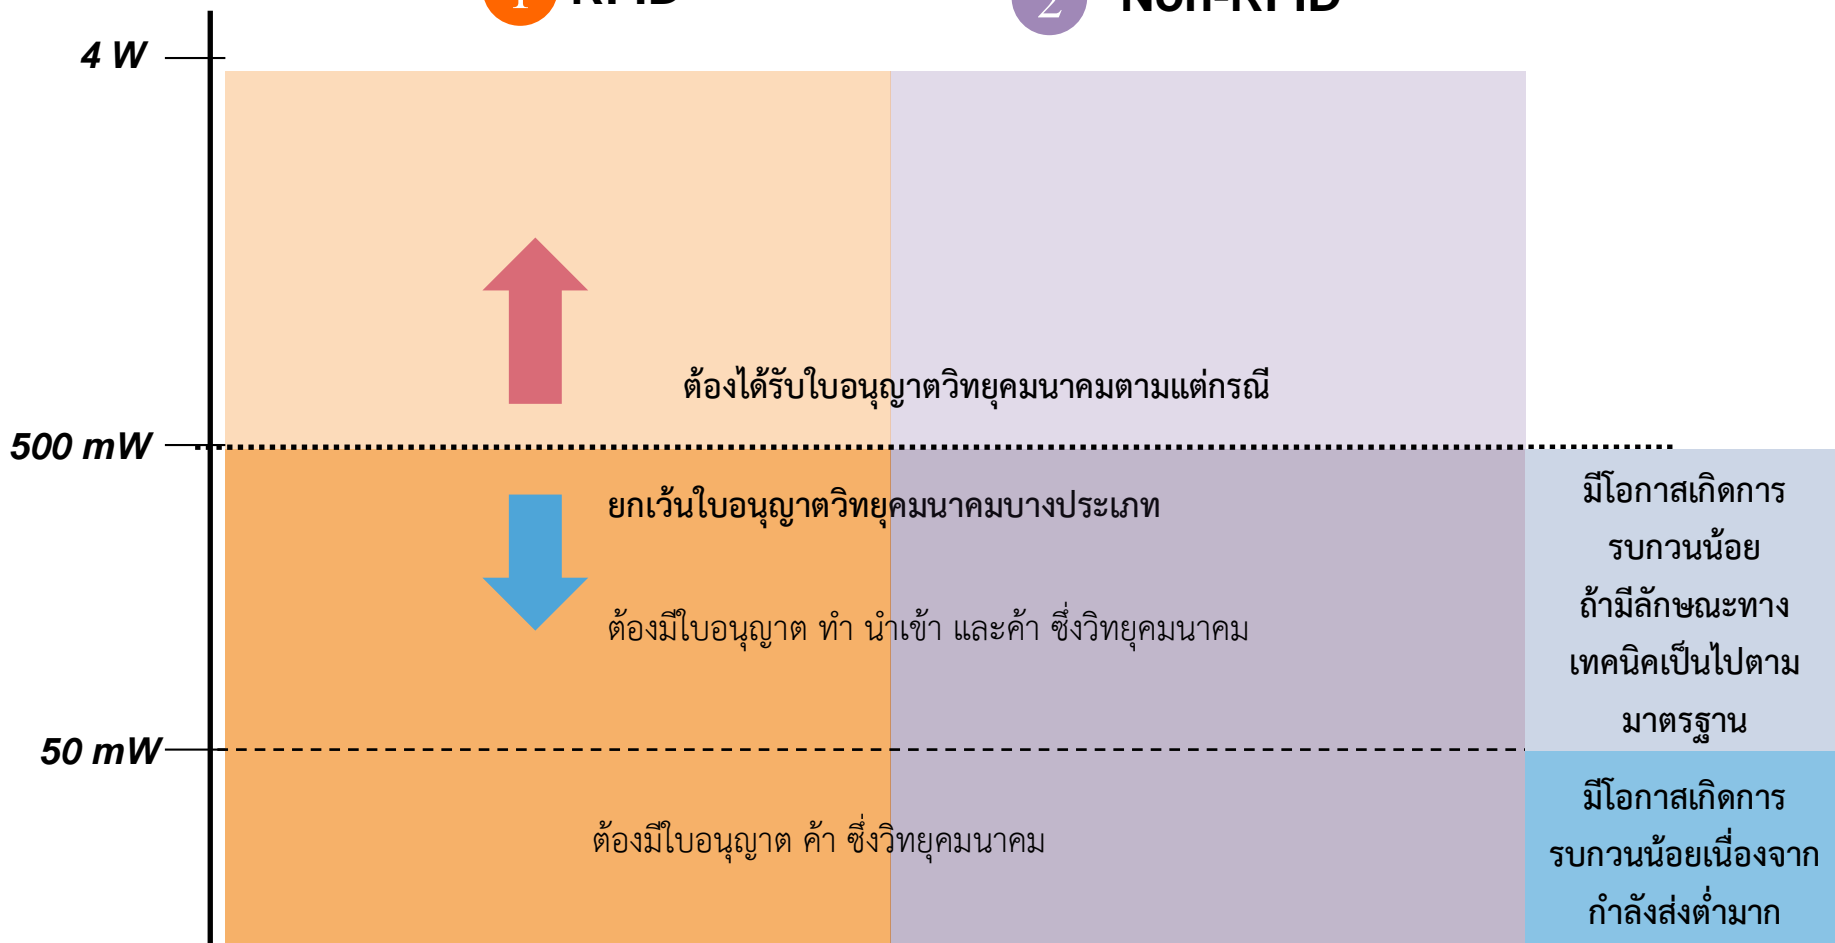 1 RFID
2 Non-RFID
4 W
ต้องได้รับใบอนุญาตวิทยุคมนาคมตามแต่กรณี
500 mW
ยกเว้นใบอนุญาตวิทยุคมนาคมบางประเภท
ต้องมีใบอนุญาต ทำ นำเข้า และค้า ซึ่งวิทยุคมนาคม
มีโอกาสเกิดการ
รบกวนน้อย
ถ้ามีลักษณะทาง
เทคนิคเป็นไปตาม
มาตรฐาน
50 mW
ต้องมีใบอนุญาต ค้า ซึ่งวิทยุคมนาคม
มีโอกาสเกิดการ
รบกวนน้อยเนื่องจาก
กำลังส่งต่ำมาก